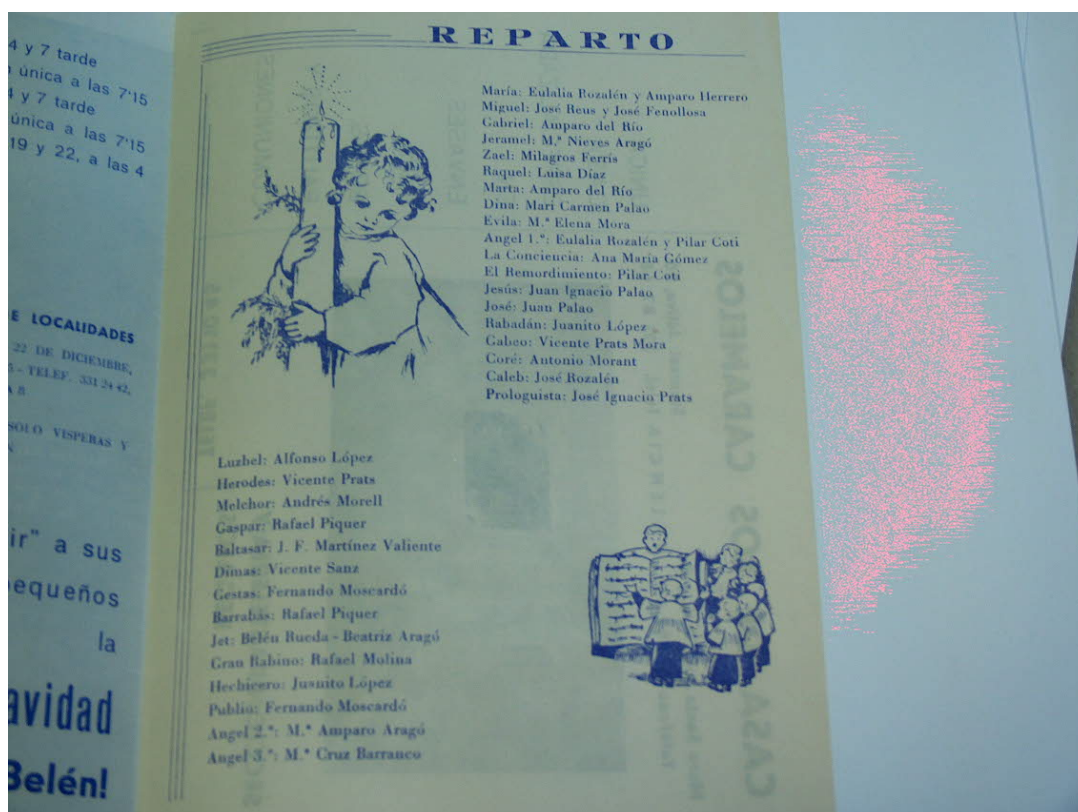 4 y 7 tarde
única a las 7'15
4 y 7 tarde
única a las 7'15
19 y 22, a las 4
E LOCALIDADES
22 DE DICIEMBRE,
5 - TELEF. 331 24 42,
A 8
SOLO VISPERAS Y
ir" a sus
pequeños
la
avidad
Belén!
REPARTO
María: Eulalia Rozalén y Amparo Herrero
Miguel: José Reus y José Fenollosa
Gabriel: Amparo del Río
Jeramel: M.ª Nieves Aragó
Zael: Milagros Ferris
Raquel: Luisa Díaz
Marta: Amparo del Río
Dina: Mari Carmen Palao
Evila: M.ª Elena Mora
Angel 1.º: Eulalia Rozalén y Pilar Coti
La Conciencia: Ana María Gómez
El Remordimiento: Pilar Coti
Jesús: Juan Ignacio Palao
José: Juan Palao
Rabadán: Juanito López
Gabeo: Vicente Prats Mora
Coré: Antonio Morant
Caleb: José Rozalén
Prologuista: José Ignacio Prats
Luzbel: Alfonso López
Herodes: Vicente Prats
Melchor: Andrés Morell
Gaspar: Rafael Piquer
Baltasar: J. F. Martínez Valiente
Dimas: Vicente Sanz
Gestas: Fernando Moscardó
Barrabás: Rafael Piquer
Jet: Belén Rueda - Beatriz Aragó
Gran Rabino: Rafael Molina
Hechicero: Juanito López
Publio: Fernando Moscardó
Angel 2.º: M.ª Amparo Aragó
Angel 3.º: M.ª Cruz Barranco